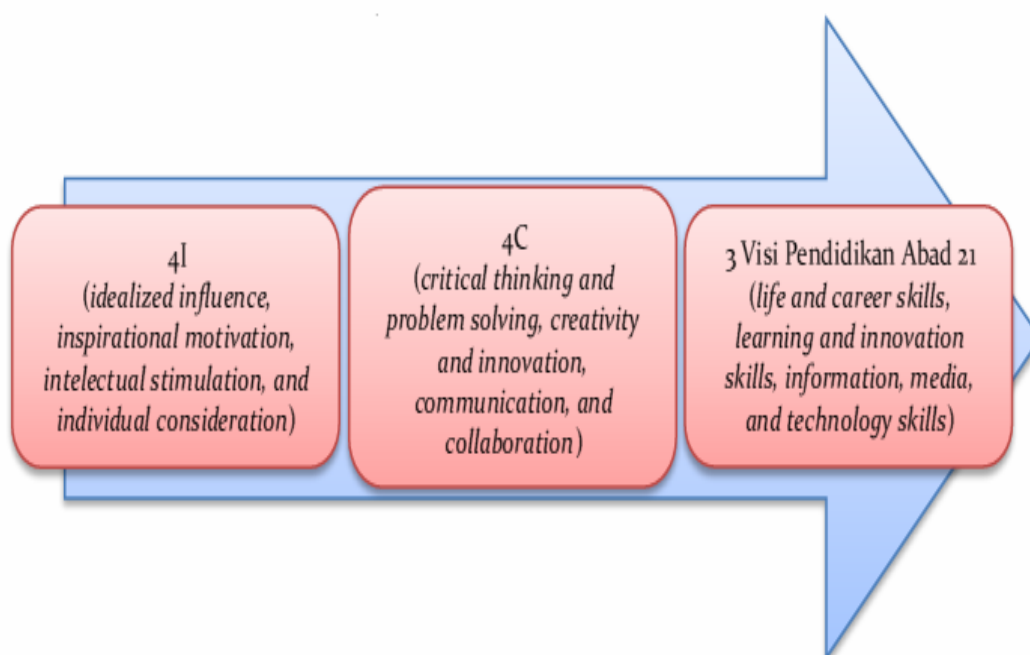 4I
(idealized influence,
inspirational motivation,
intelectual stimulation, and
individual consideration)
4C
(critical thinking and
problem solving, creativity
and innovation,
communication, and
collaboration)
3 Visi Pendidikan Abad 21
(life and career skills,
learning and innovation
skills, information, media,
and technology skills)